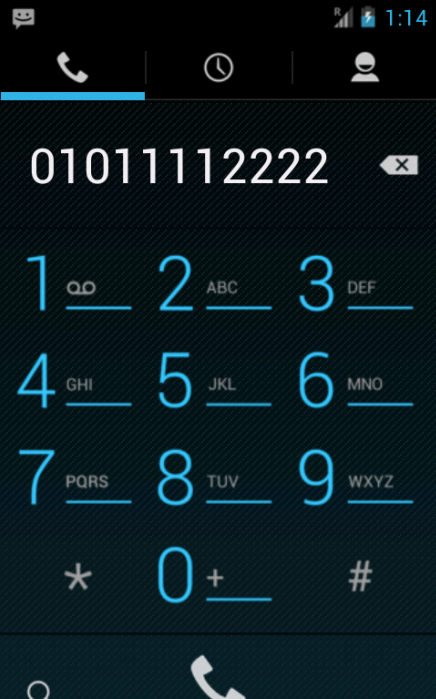 R 1:14
01011112222
1 2 ABC 3 DEF
4 GHI 5 JKL 6 MNO
7 PQRS 8 TUV 9 WXYZ
* 0 + #